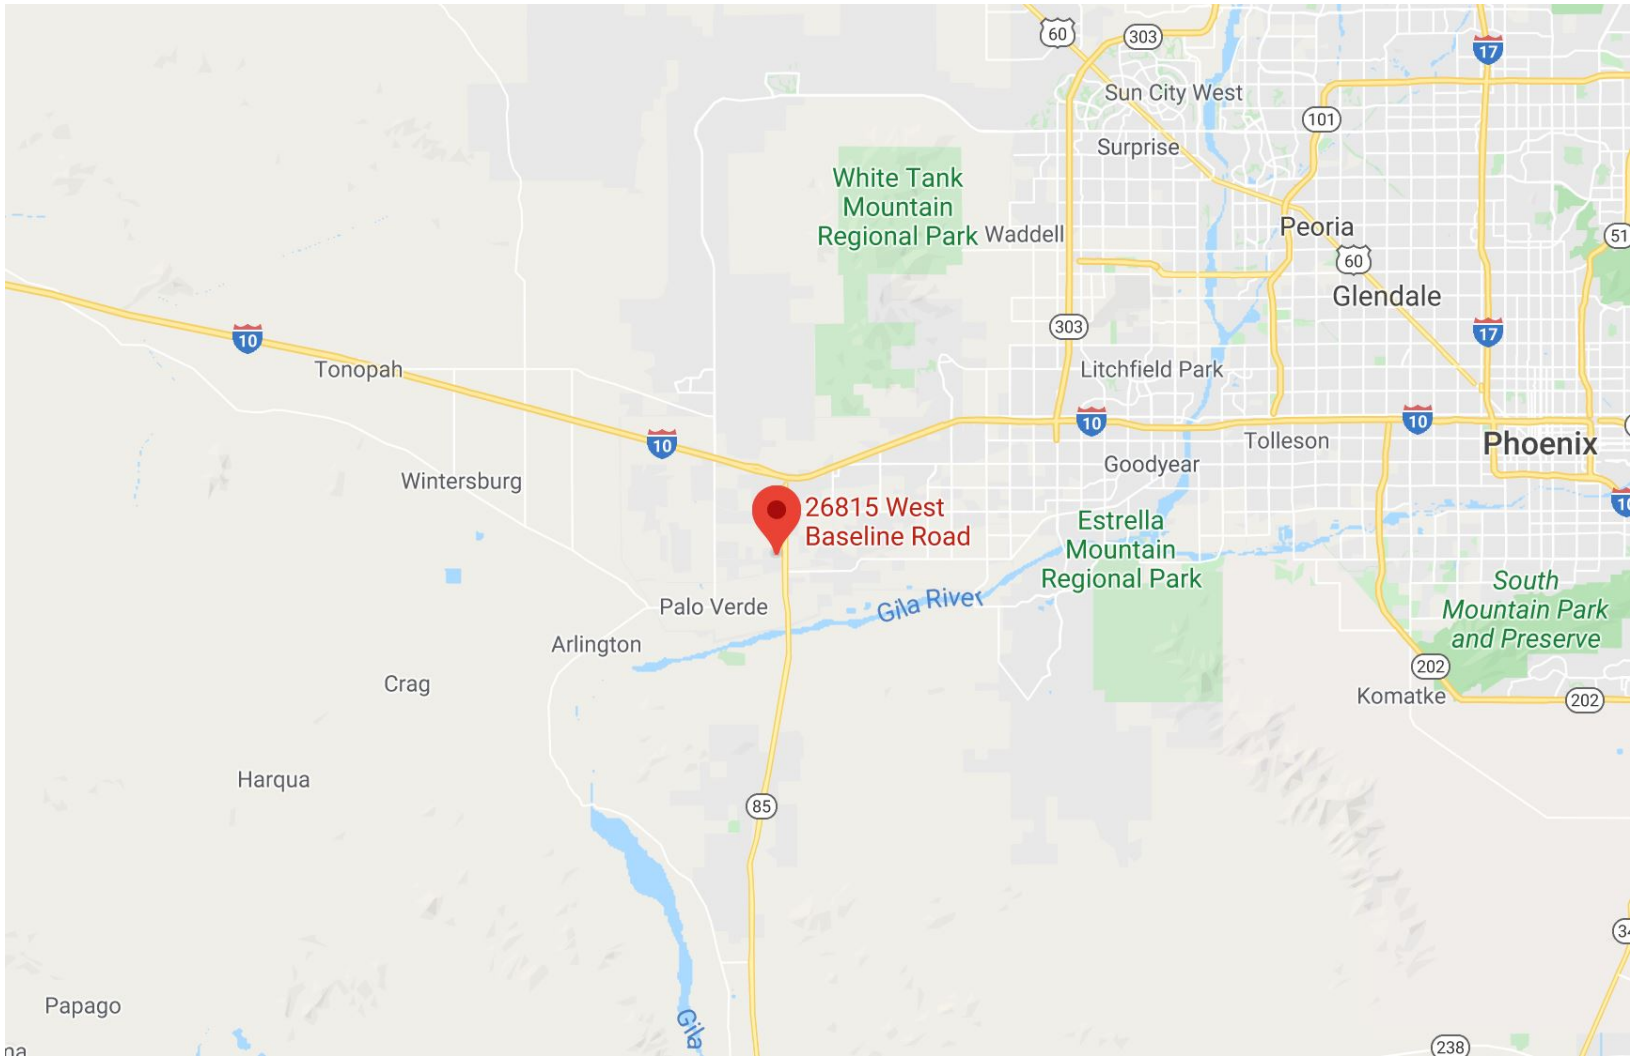 60
303
17
Sun City West
101
Surprise
White Tank
Mountain
Regional Park
Waddell
Peoria
51
60
Glendale
303
17
10
Tonopah
Litchfield Park
10
10
10
Tolleson
Phoenix
Goodyear
Wintersburg
26815 West
Baseline Road
Estrella
Mountain
Regional Park
South
Mountain Park
and Preserve
Gila River
Palo Verde
Arlington
202
Crag
Komatke
202
Harqua
85
Papago
Gila
238